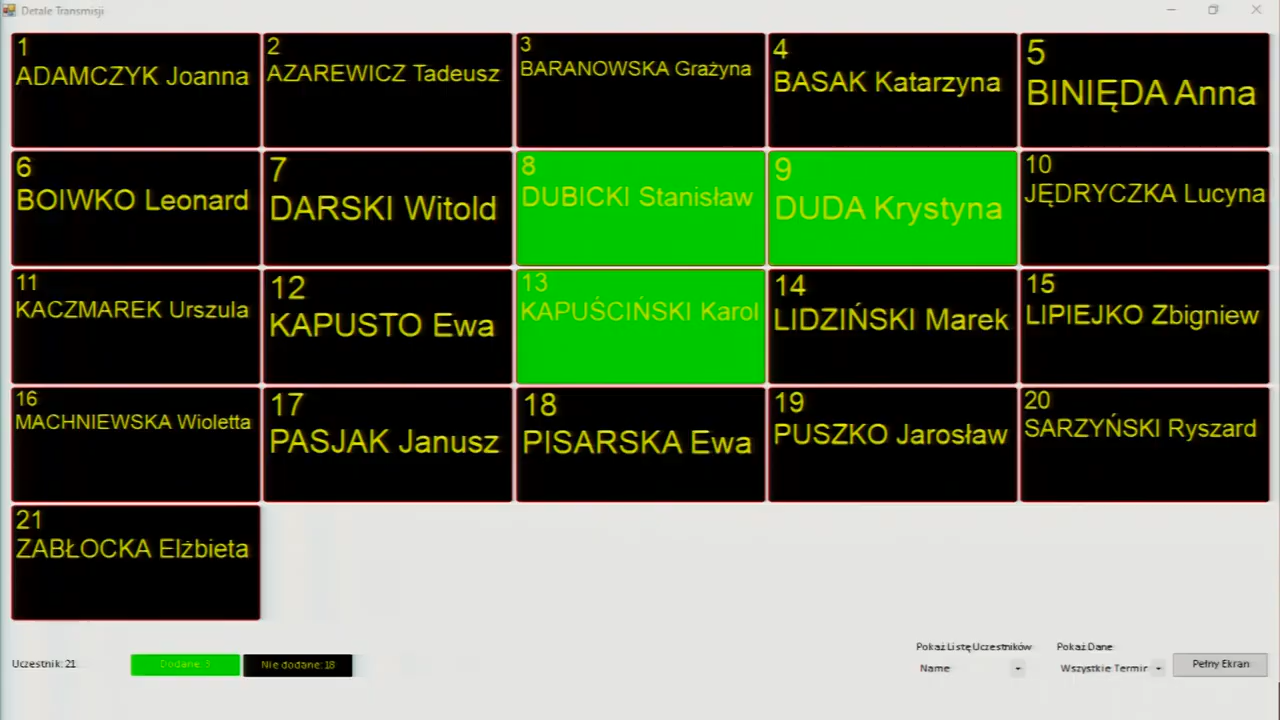 Detale Transmisji
1
ADAMCZYK Joanna
2
AZAREWICZ Tadeusz
3
BARANOWSKA Grażyna
4
BASAK Katarzyna
5
BINIĘDA Anna
6
BOIWKO Leonard
7
DARSKI Witold
8
DUBICKI Stanisław
9
DUDA Krystyna
10
JĘDRYCZKA Lucyna
11
KACZMAREK Urszula
12
KAPUSTO Ewa
13
KAPUŚCIŃSKI Karol
14
LIDZIŃSKI Marek
15
LIPIEJKO Zbigniew
16
MACHNIEWSKA Wioletta
17
PASJAK Janusz
18
PISARSKA Ewa
19
PUSZKO Jarosław
20
SARZYŃSKI Ryszard
21
ZABŁOCKA Elżbieta
Uczestnik: 21
Dodane: 3
Nie dodane: 18
Pokaż Listę Uczestników
Name
Pokaż Dane
Wszystkie Termir
Pełny Ekran